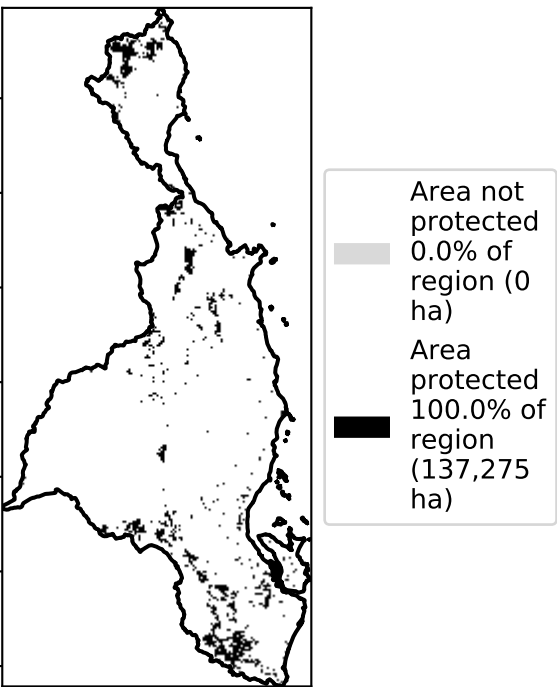 Area not
protected
0.0% of
region (0
ha)
Area
protected
100.0% of
region
(137,275
ha)